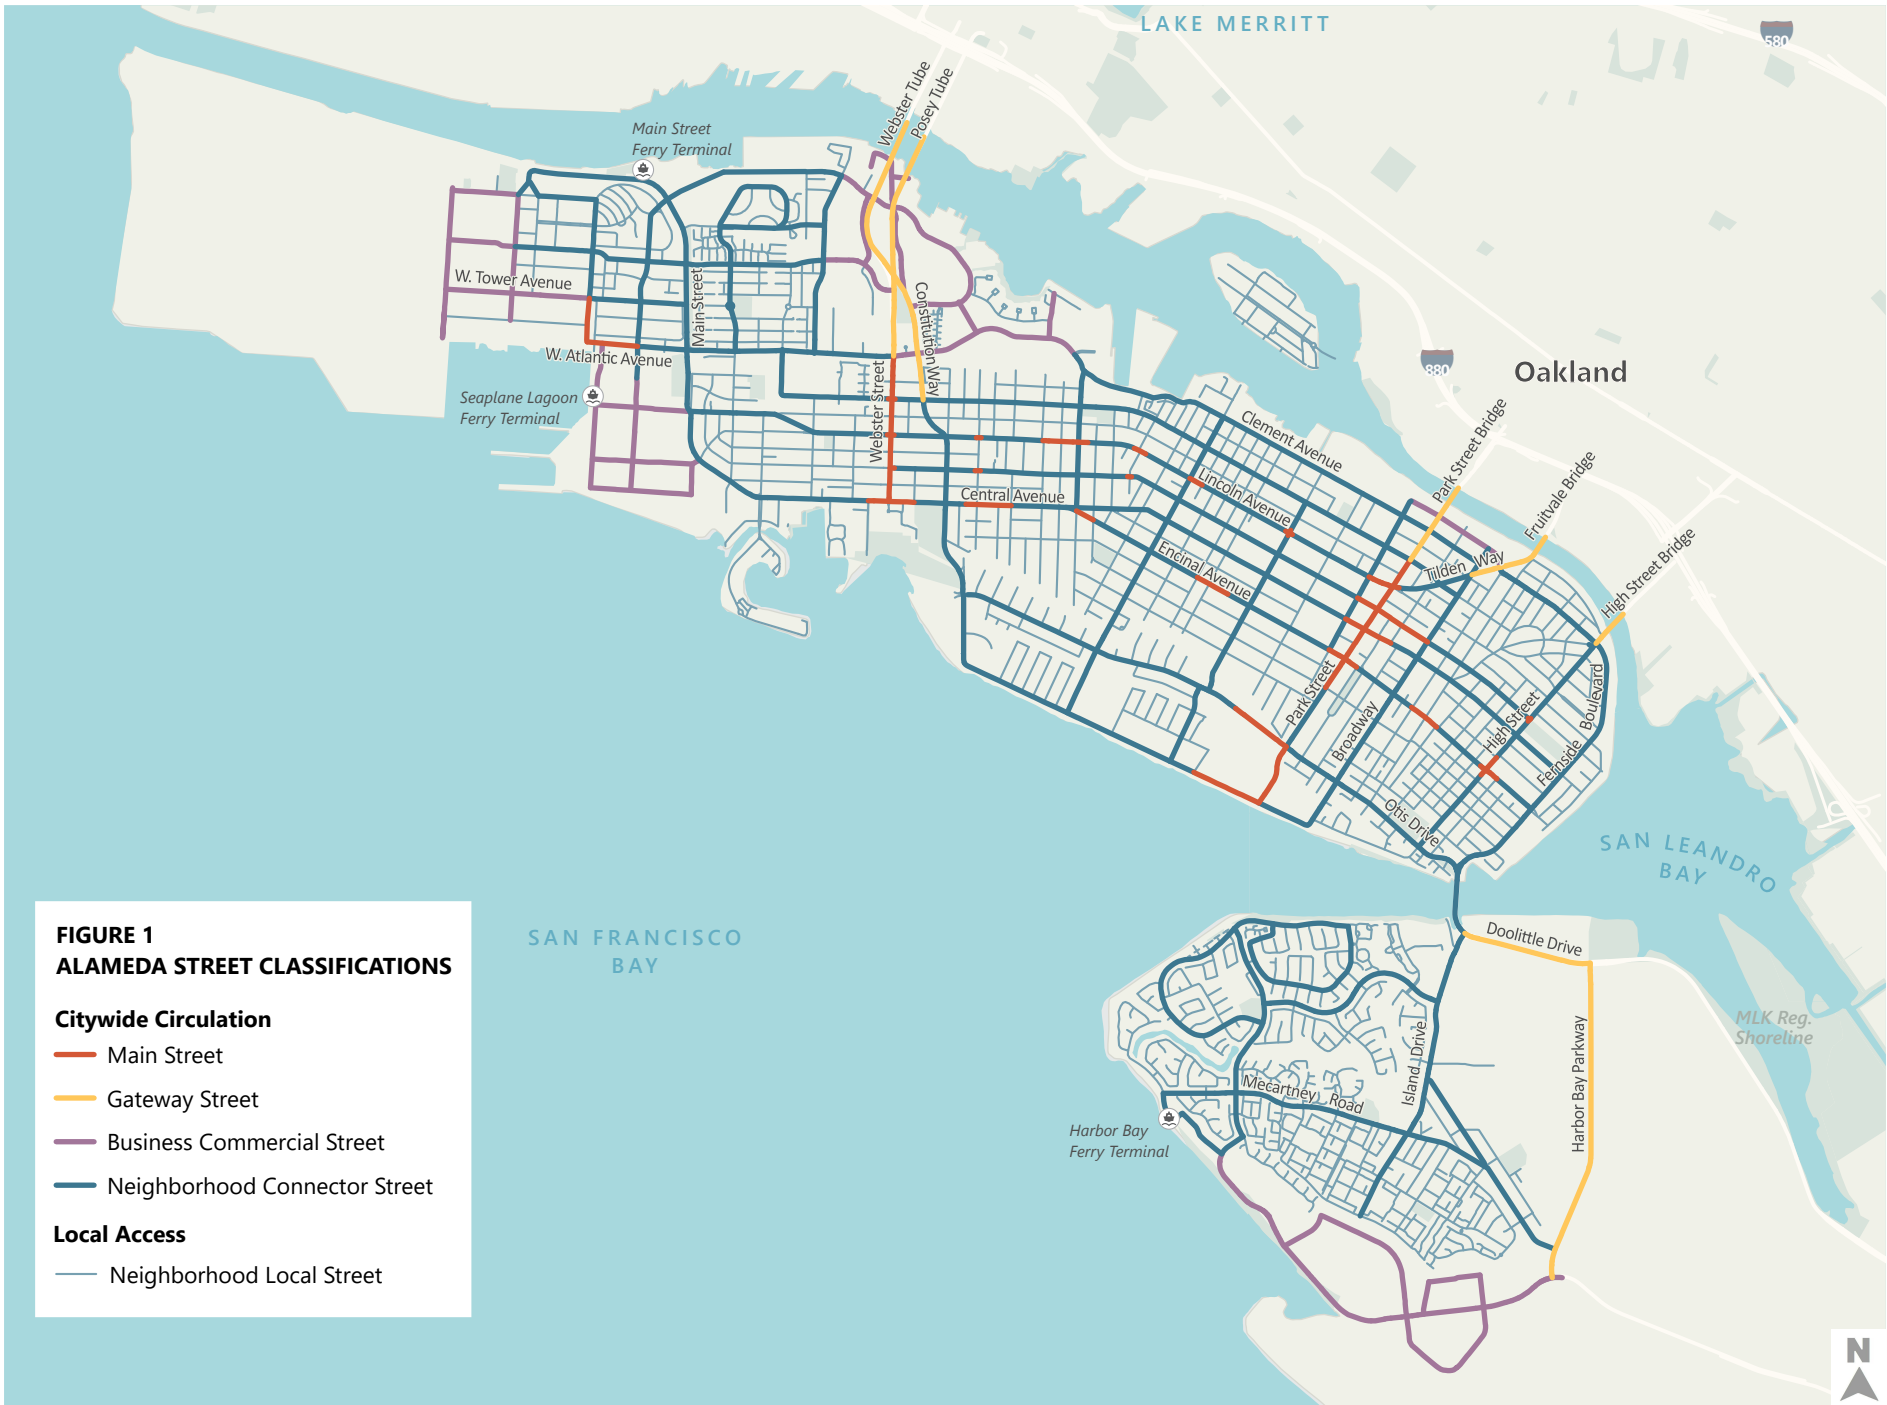 LAKE MERRITT
580
Webster Tube
Posey Tube
Main Street
Ferry Terminal
W. Tower Avenue
Main Street
Constitution Way
W. Atlantic Avenue
Seaplane Lagoon
Ferry Terminal
Webster Street
880
Oakland
Clement Avenue
Park Street Bridge
Fruitvale Bridge
High Street Bridge
Lincoln Avenue
Central Avenue
Encinal Avenue
Tilden Way
Park Street
Broadway
High Street
Fernside Boulevard
Otis Drive
SAN LEANDRO
BAY
SAN FRANCISCO
BAY
Doolittle Drive
MLK Reg.
Shoreline
Harbor Bay Parkway
Island Drive
Mecartney Road
Harbor Bay
Ferry Terminal
FIGURE 1
ALAMEDA STREET CLASSIFICATIONS
Citywide Circulation
Main Street
Gateway Street
Business Commercial Street
Neighborhood Connector Street
Local Access
Neighborhood Local Street
N